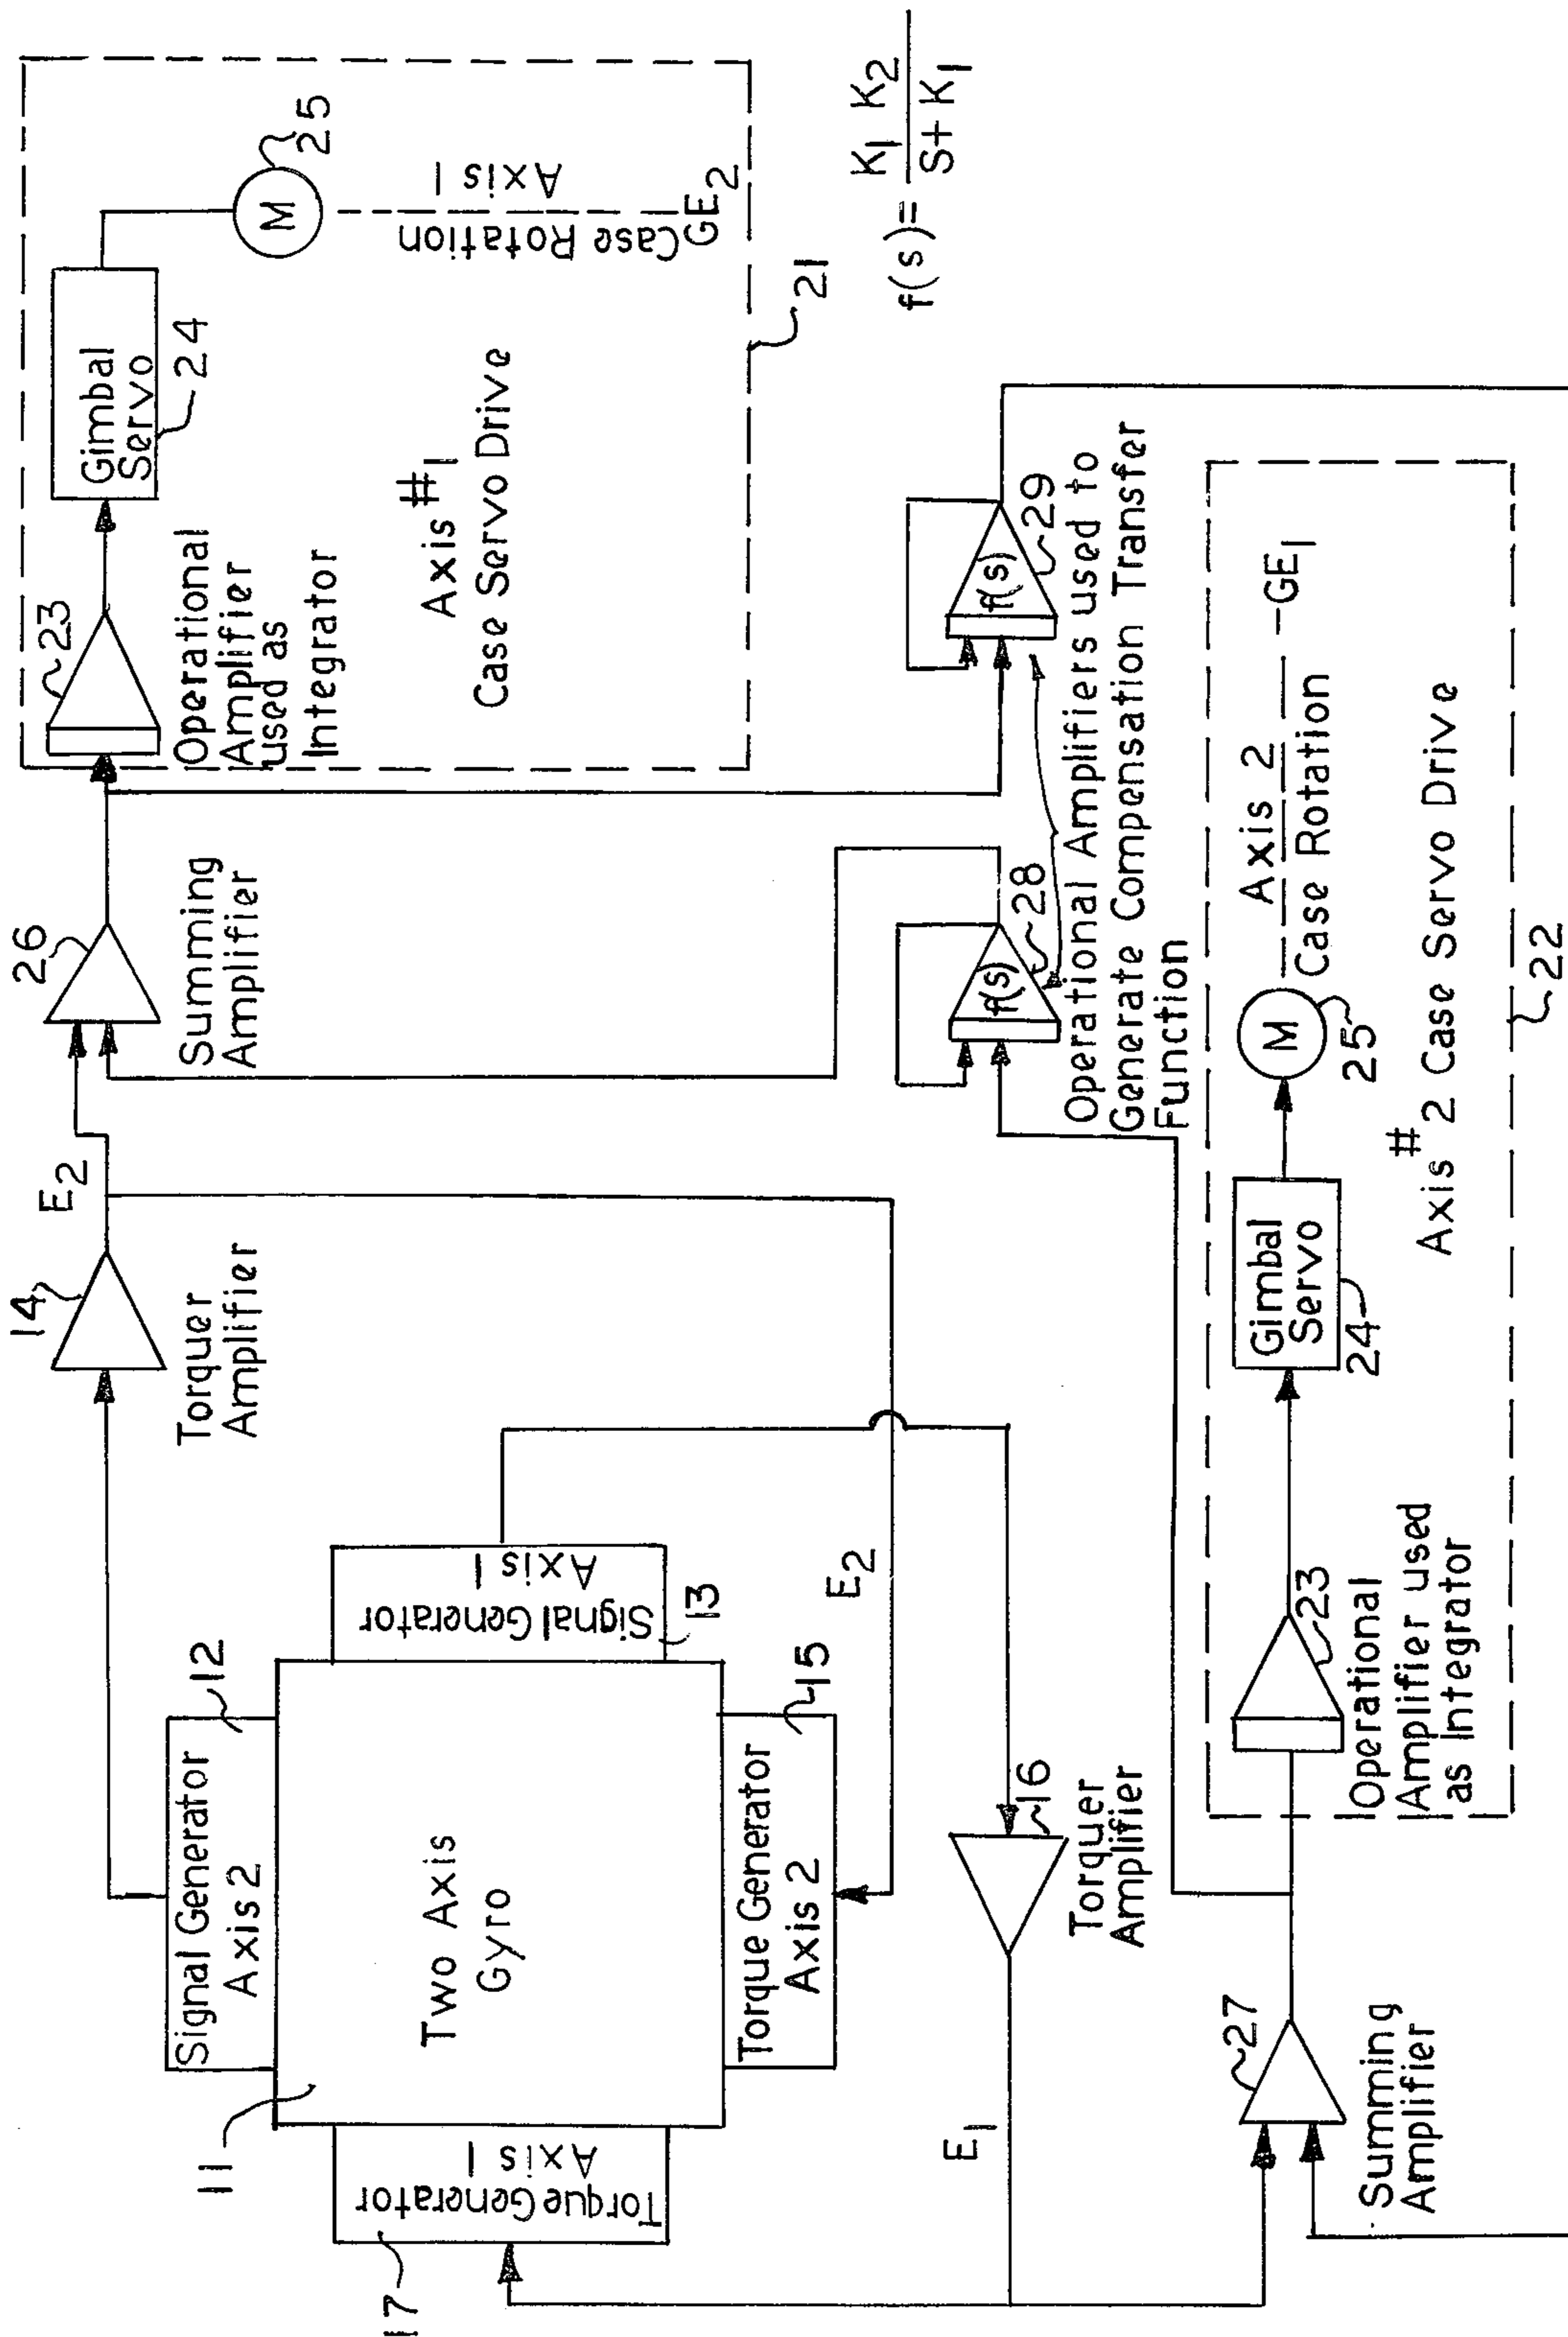 11
Signal Generator
Axis 2
12
Two Axis
Gyro
Torque Generator
Axis 1
17
Signal Generator
Axis 1
13
Torque Generator
Axis 2
15
14
Torquer
Amplifier
E2
E2
26
Summing
Amplifier
23
Operational
Amplifier
used as
Integrator
Gimbal
Servo
24
M
25
Axis 1
Case Rotation
GE2
Axis #1
Case Servo Drive
21
f(s)= K1 K2
S+ K1
16
Torquer
Amplifier
E1
f(s)
28
f(s)
29
Operational Amplifiers used to
Generate Compensation Transfer
Function
27
Summing
Amplifier
23
Operational
Amplifier used
as Integrator
Gimbal
Servo
24
M
25
Axis 2
Case Rotation
GE1
Axis #2 Case Servo Drive
22